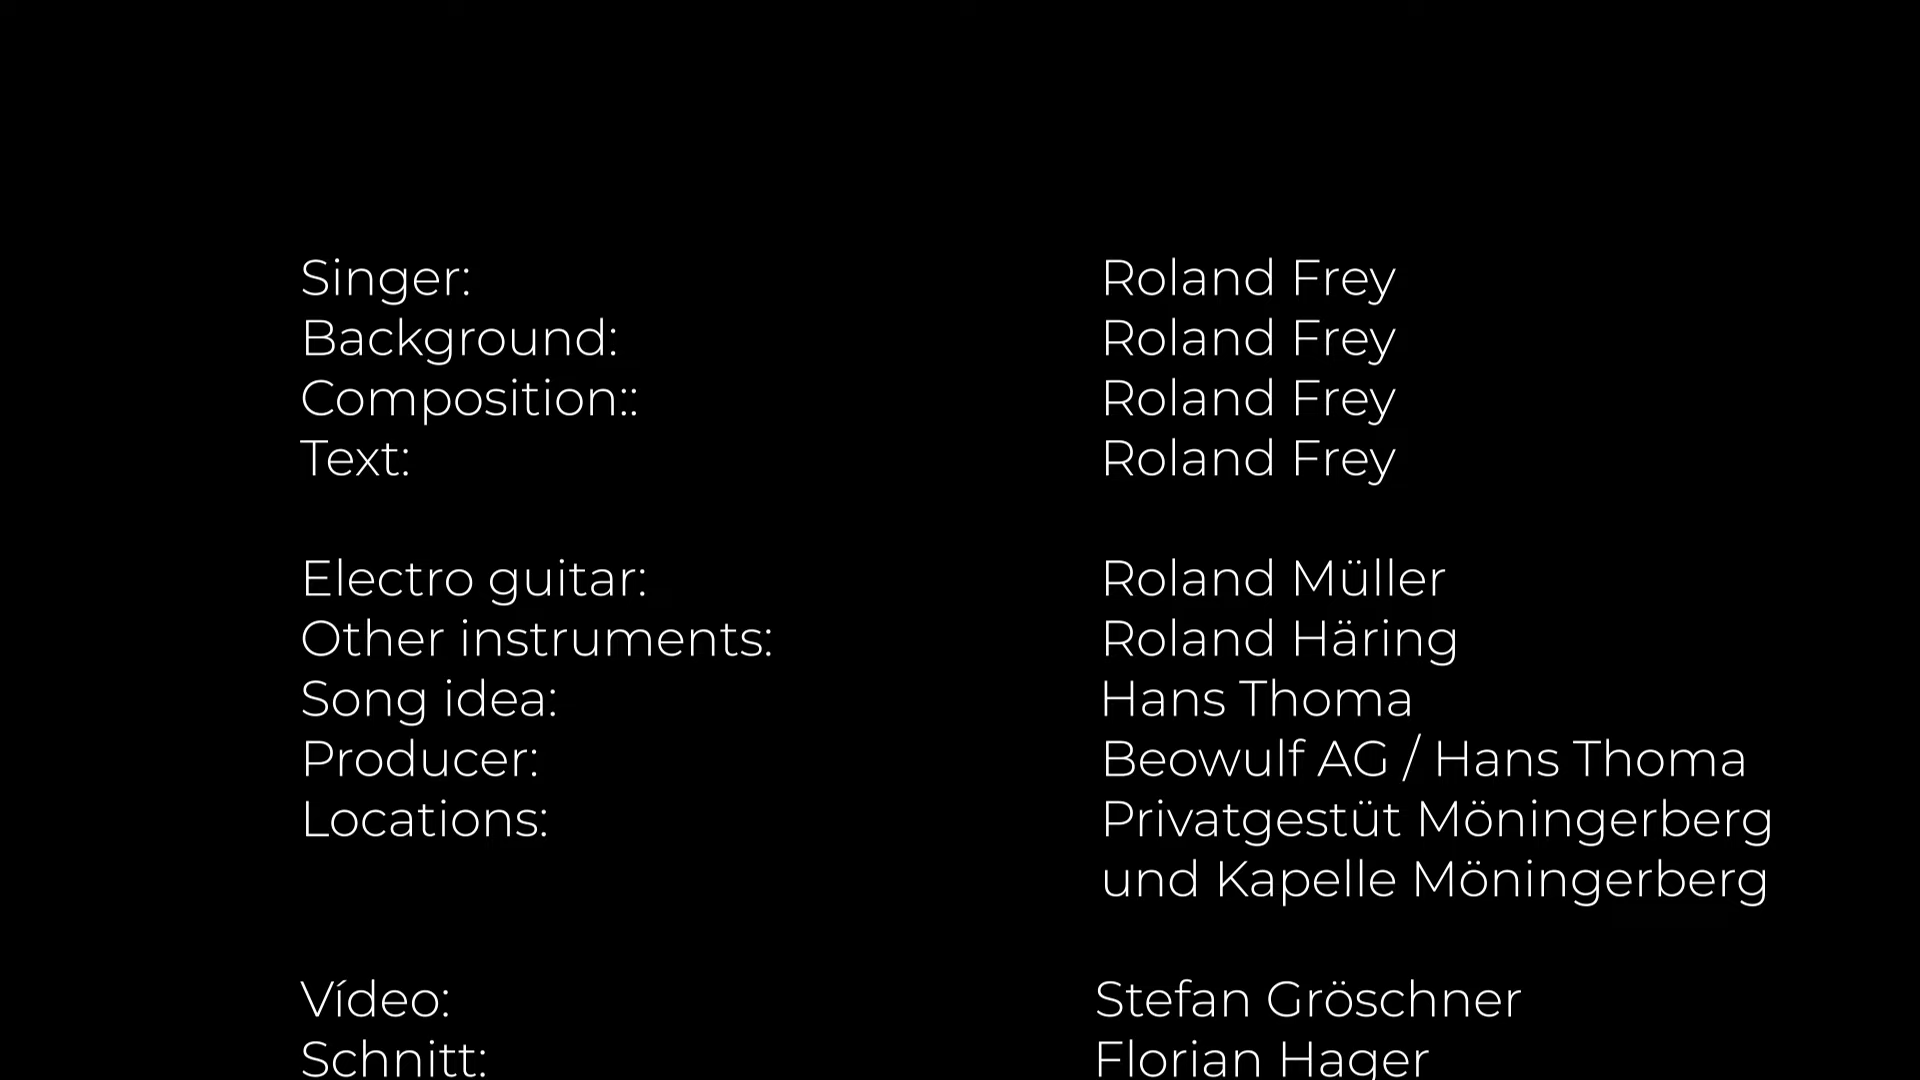 Singer: Roland Frey
Background: Roland Frey
Composition:: Roland Frey
Text: Roland Frey
Electro guitar: Roland Müller
Other instruments: Roland Häring
Song idea: Hans Thoma
Producer: Beowulf AG / Hans Thoma
Locations: Privatgestüt Möningerberg
und Kapelle Möningerberg
Vídeo: Stefan Gröschner
Schnitt: Florian Hager